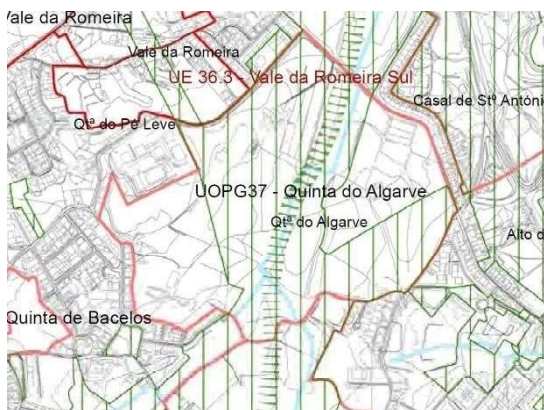 Vale da Romeira
Vale da Romeira
UE 36.3 - Vale da Romeira Sul
Casal de Stº Antóni
Qtª do Pé Leve
UOPG37 - Quinta do Algarve
Qtª do Algarve
Alto d
Quinta de Bacelos